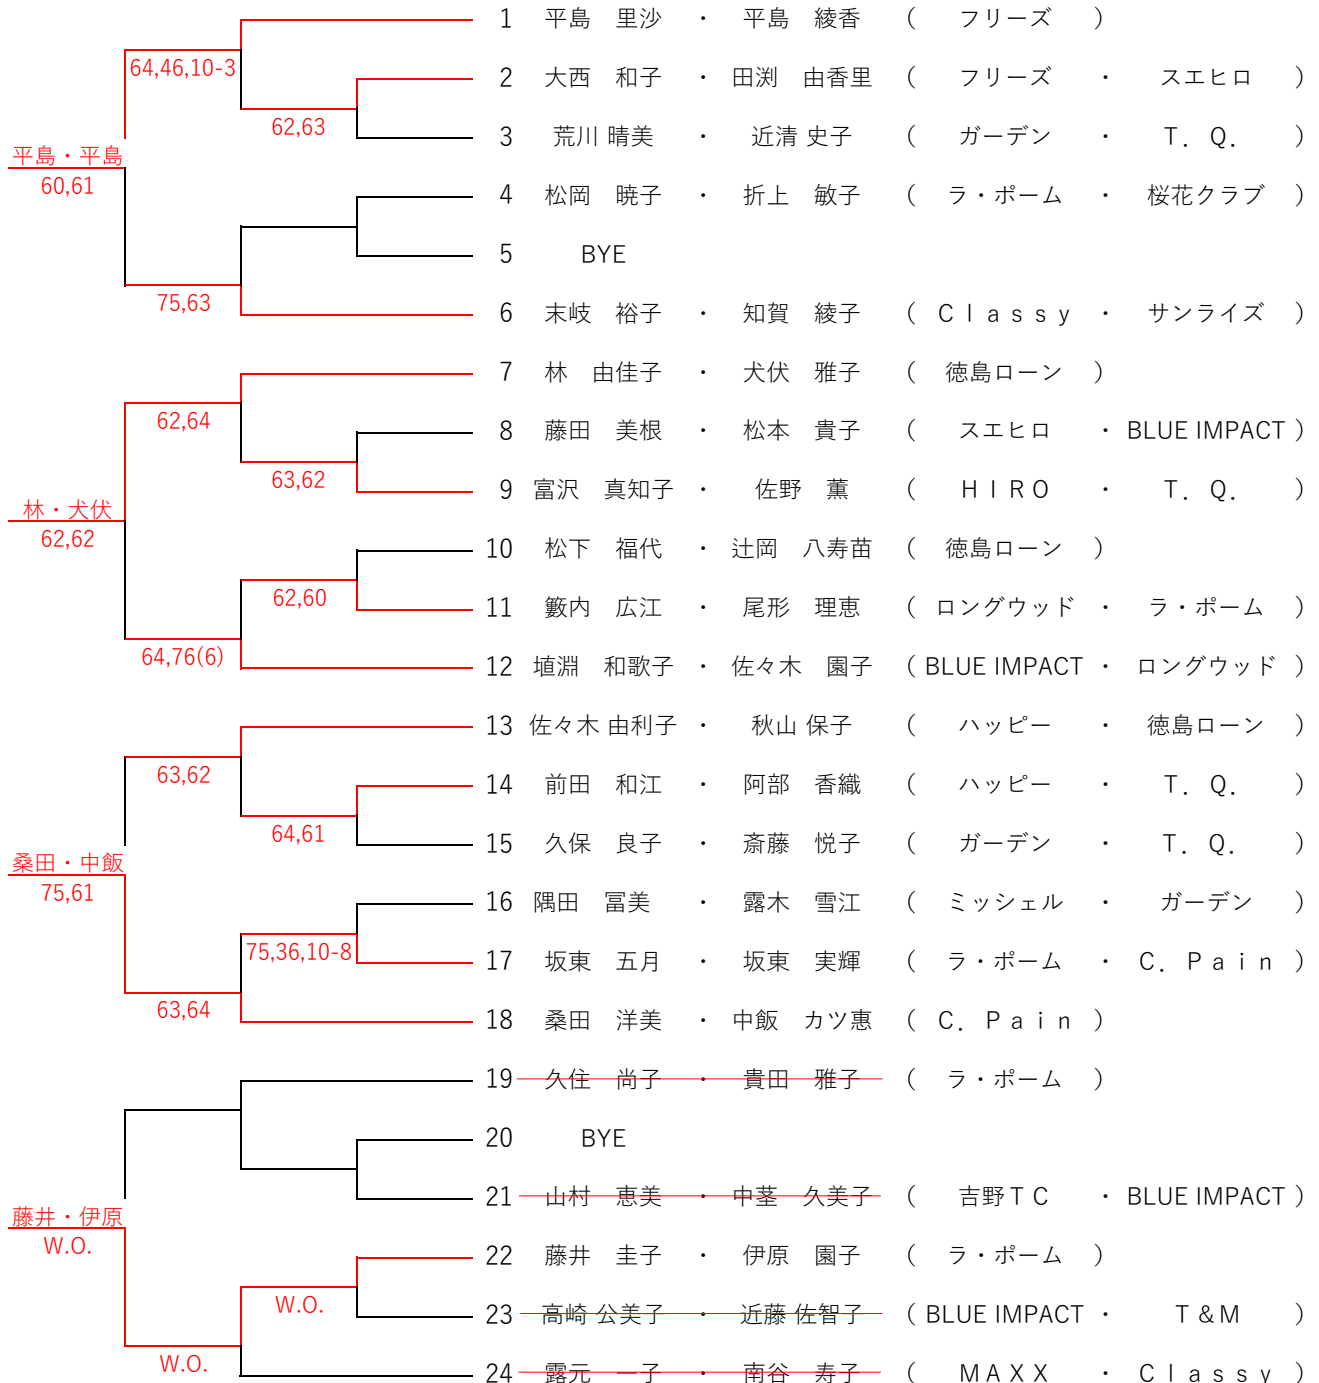 1 平島 里沙 ・ 平島 綾香 ( フリーズ )
64,46,10-3
2 大西 和子 ・ 田渕 由香里 ( フリーズ ・ スエヒロ )
62,63
3 荒川 晴美 ・ 近清 史子 ( ガーデン ・ T. Q. )
平島・平島
60,61
4 松岡 暁子 ・ 折上 敏子 ( ラ・ポーム ・ 桜花クラブ )
5 BYE
75,63
6 末岐 裕子 ・ 知賀 綾子 ( Classy ・ サンライズ )
7 林 由佳子 ・ 犬伏 雅子 ( 徳島ローン )
62,64
8 藤田 美根 ・ 松本 貴子 ( スエヒロ ・ BLUE IMPACT )
63,62
9 富沢 真知子 ・ 佐野 薫 ( HIRO ・ T. Q. )
林・犬伏
62,62
10 松下 福代 ・ 辻岡 八寿苗 ( 徳島ローン )
62,60
11 籔内 広江 ・ 尾形 理恵 ( ロングウッド ・ ラ・ポーム )
64,76(6)
12 埴淵 和歌子 ・ 佐々木 園子 ( BLUE IMPACT ・ ロングウッド )
13 佐々木 由利子 ・ 秋山 保子 ( ハッピー ・ 徳島ローン )
63,62
14 前田 和江 ・ 阿部 香織 ( ハッピー ・ T. Q. )
64,61
15 久保 良子 ・ 斎藤 悦子 ( ガーデン ・ T. Q. )
桑田・中飯
75,61
16 隅田 冨美 ・ 露木 雪江 ( ミッシェル ・ ガーデン )
75,36,10-8
17 坂東 五月 ・ 坂東 実輝 ( ラ・ポーム ・ C. Pain )
63,64
18 桑田 洋美 ・ 中飯 カツ惠 ( C. Pain )
19 久住 尚子 ・ 貴田 雅子 ( ラ・ポーム )
20 BYE
21 山村 恵美 ・ 中茎 久美子 ( 吉野TC ・ BLUE IMPACT )
藤井・伊原
W.O.
22 藤井 圭子 ・ 伊原 園子 ( ラ・ポーム )
W.O.
23 高崎 公美子 ・ 近藤 佐智子 ( BLUE IMPACT ・ T&M )
W.O.
24 露元 一子 ・ 南谷 寿子 ( MAXX ・ Classy )